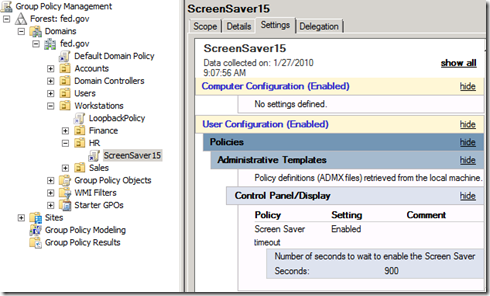 Group Policy Management
Forest: fed.gov
Domains
fed.gov
Default Domain Policy
Accounts
Domain Controllers
Users
Workstations
LoopbackPolicy
Finance
HR
ScreenSaver15
Sales
Group Policy Objects
WMI Filters
Starter GPOs
Sites
Group Policy Modeling
Group Policy Results
ScreenSaver15
Scope Details Settings Delegation
ScreenSaver15
Data collected on: 1/27/2010
9:07:56 AM
show all
Computer Configuration (Enabled) hide
No settings defined.
User Configuration (Enabled) hide
Policies hide
Administrative Templates hide
Policy definitions (ADMX files) retrieved from the local machine.
Control Panel/Display hide
Policy Setting Comment
Screen Saver Enabled
timeout
Number of seconds to wait to enable the Screen Saver
Seconds: 900